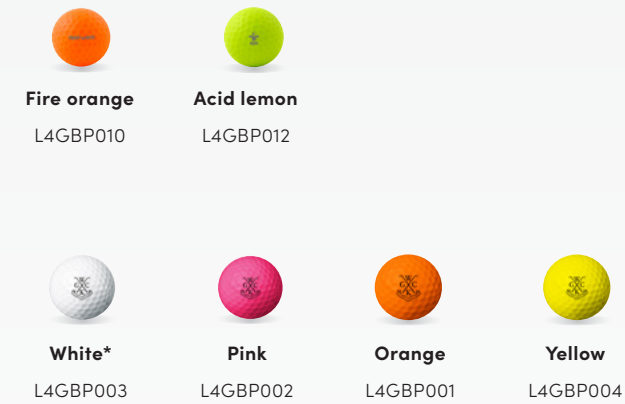 Fire orange
Acid lemon
L4GBP010
L4GBP012
White*
Pink
Orange
Yellow
L4GBP003
L4GBP002
L4GBP001
L4GBP004